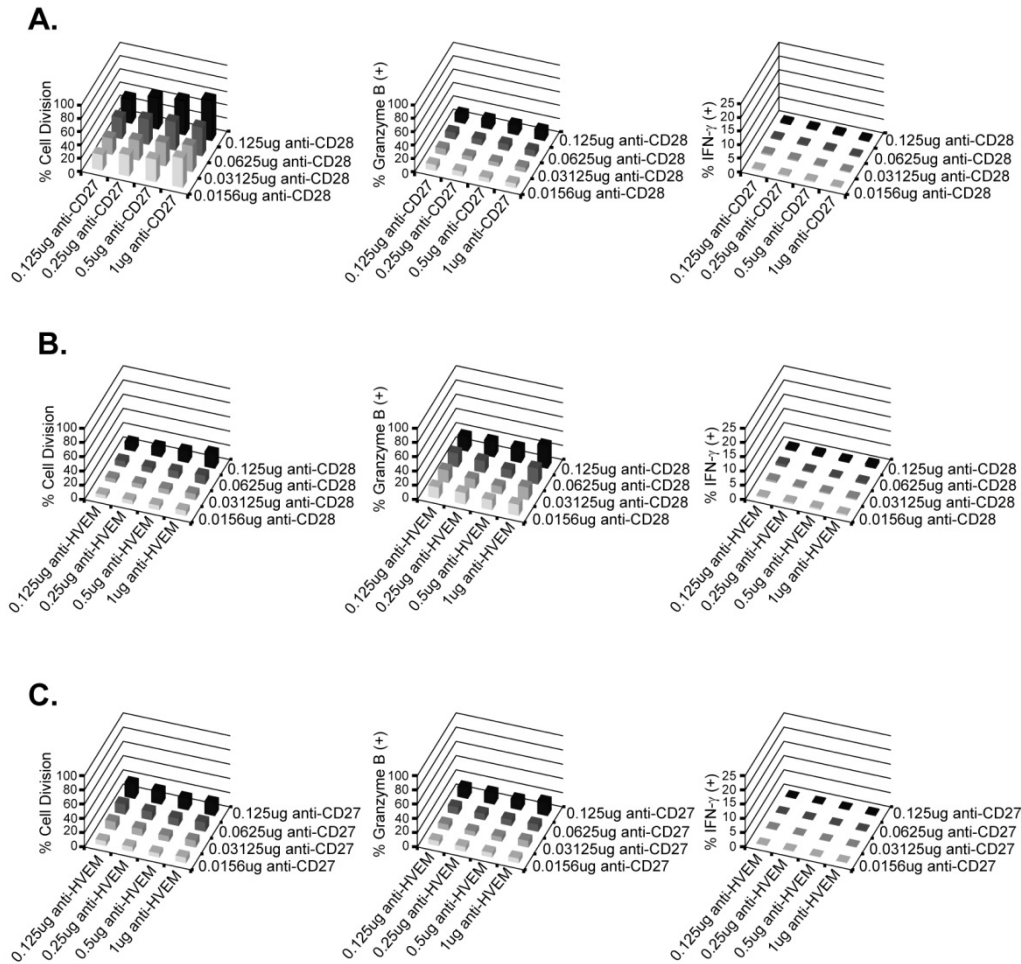 A.
% Cell Division
100
80
60
40
20
0
0.125ug anti-CD28
0.0625ug anti-CD28
0.03125ug anti-CD28
0.0156ug anti-CD28
0.125ug anti-CD27
0.25ug anti-CD27
0.5ug anti-CD27
1ug anti-CD27
% Granzyme B (+)
100
80
60
40
20
0
0.125ug anti-CD28
0.0625ug anti-CD28
0.03125ug anti-CD28
0.0156ug anti-CD28
0.125ug anti-CD27
0.25ug anti-CD27
0.5ug anti-CD27
1ug anti-CD27
% IFN-γ (+)
25
20
15
10
5
0
0.125ug anti-CD28
0.0625ug anti-CD28
0.03125ug anti-CD28
0.0156ug anti-CD28
0.125ug anti-CD27
0.25ug anti-CD27
0.5ug anti-CD27
1ug anti-CD27
B.
% Cell Division
100
80
60
40
20
0
0.125ug anti-CD28
0.0625ug anti-CD28
0.03125ug anti-CD28
0.0156ug anti-CD28
0.125ug anti-HVEM
0.25ug anti-HVEM
0.5ug anti-HVEM
1ug anti-HVEM
% Granzyme B (+)
100
80
60
40
20
0
0.125ug anti-CD28
0.0625ug anti-CD28
0.03125ug anti-CD28
0.0156ug anti-CD28
0.125ug anti-HVEM
0.25ug anti-HVEM
0.5ug anti-HVEM
1ug anti-HVEM
% IFN-γ (+)
25
20
15
10
5
0
0.125ug anti-CD28
0.0625ug anti-CD28
0.03125ug anti-CD28
0.0156ug anti-CD28
0.125ug anti-HVEM
0.25ug anti-HVEM
0.5ug anti-HVEM
1ug anti-HVEM
C.
% Cell Division
100
80
60
40
20
0
0.125ug anti-CD27
0.0625ug anti-CD27
0.03125ug anti-CD27
0.0156ug anti-CD27
0.125ug anti-HVEM
0.25ug anti-HVEM
0.5ug anti-HVEM
1ug anti-HVEM
% Granzyme B (+)
100
80
60
40
20
0
0.125ug anti-CD27
0.0625ug anti-CD27
0.03125ug anti-CD27
0.0156ug anti-CD27
0.125ug anti-HVEM
0.25ug anti-HVEM
0.5ug anti-HVEM
1ug anti-HVEM
% IFN-γ (+)
25
20
15
10
5
0
0.125ug anti-CD27
0.0625ug anti-CD27
0.03125ug anti-CD27
0.0156ug anti-CD27
0.125ug anti-HVEM
0.25ug anti-HVEM
0.5ug anti-HVEM
1ug anti-HVEM